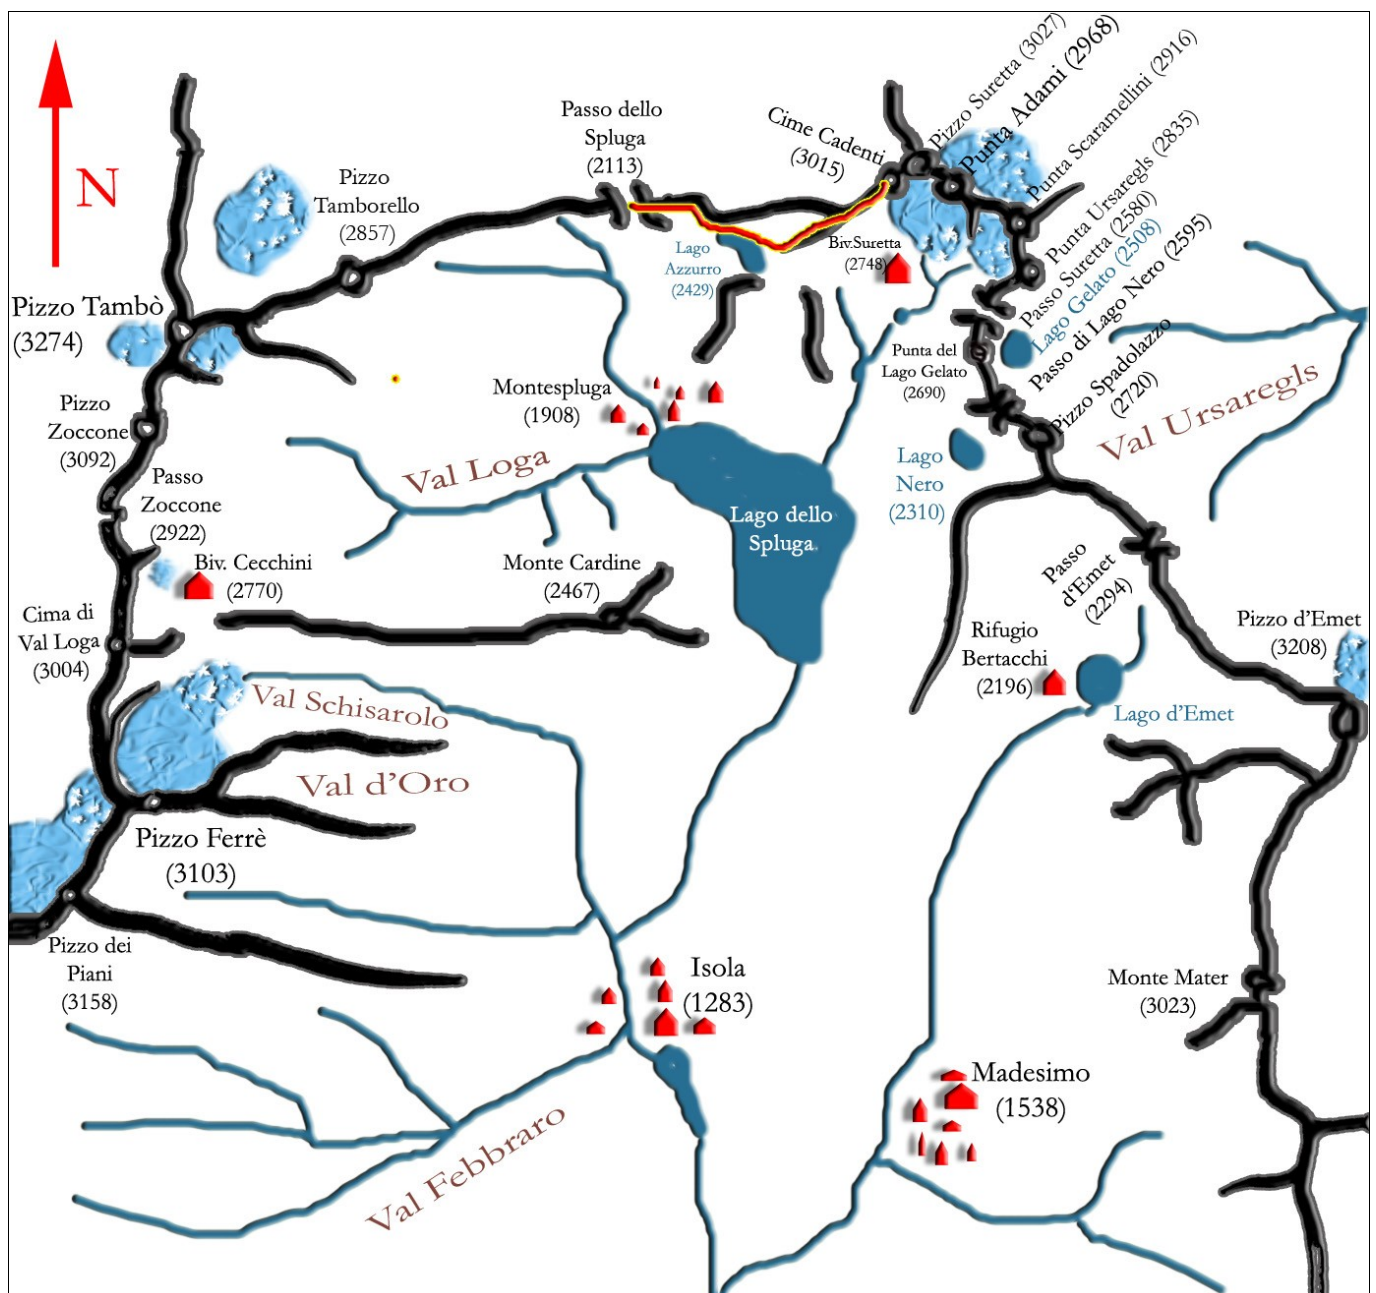 N
Passo dello
Spluga
(2113)
Cime Cadenti
(3015)
Pizzo Suretta (3027)
Punta Adami (2968)
Punta Scaramellini (2916)
Punta Ursaregls (2835)
Passo Suretta (2580)
Lago Gelato (2508)
Passo di Lago Nero (2595)
Pizzo Spadolazzo
(2720)
Pizzo
Tamborello
(2857)
Lago
Azzurro
(2429)
Biv.Suretta
(2748)
Pizzo Tambò
(3274)
Punta del
Lago Gelato
(2690)
Montespluga
(1908)
Val Ursaregls
Pizzo
Zoccone
(3092)
Val Loga
Lago
Nero
(2310)
Passo
Zoccone
(2922)
Lago dello
Spluga
Biv. Cecchini
(2770)
Monte Cardine
(2467)
Passo
d'Emet
(2294)
Cima di
Val Loga
(3004)
Rifugio
Bertacchi
(2196)
Pizzo d'Emet
(3208)
Val Schisarolo
Lago d'Emet
Val d'Oro
Pizzo Ferrè
(3103)
Pizzo dei
Piani
(3158)
Isola
(1283)
Monte Mater
(3023)
Madesimo
(1538)
Val Febbraro